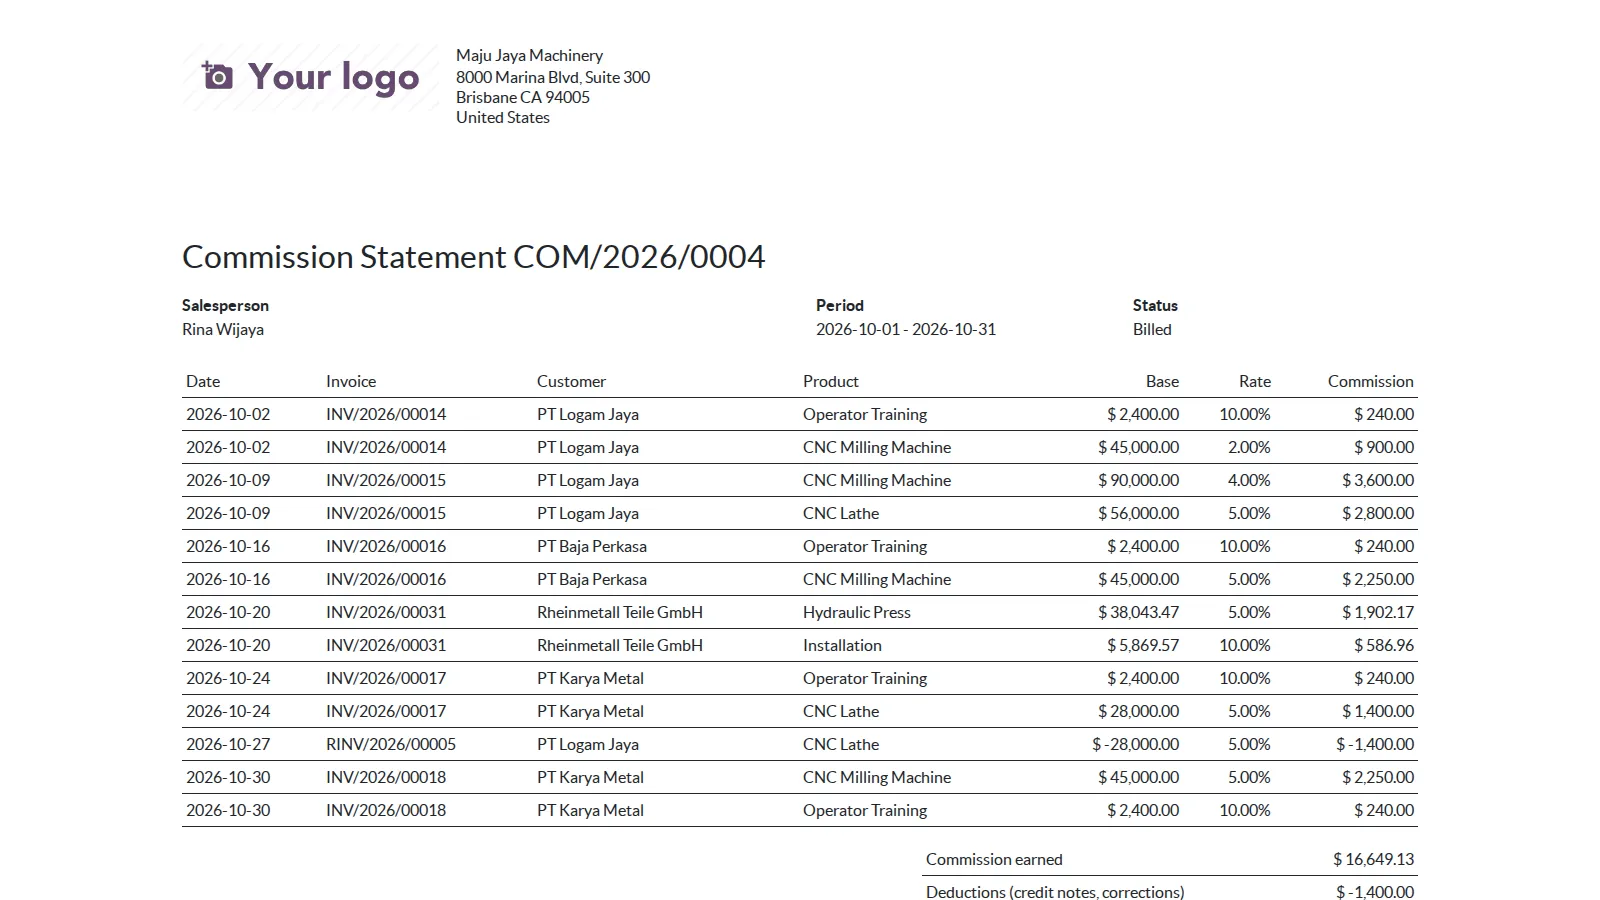 Your logo
Maju Jaya Machinery
8000 Marina Blvd, Suite 300
Brisbane CA 94005
United States
Commission Statement COM/2026/0004
Salesperson Period Status
Rina Wijaya 2026-10-01 - 2026-10-31 Billed
Date Invoice Customer Product Base Rate Commission
2026-10-02 INV/2026/00014 PT Logam Jaya Operator Training $ 2,400.00 10.00% $ 240.00
2026-10-02 INV/2026/00014 PT Logam Jaya CNC Milling Machine $ 45,000.00 2.00% $ 900.00
2026-10-09 INV/2026/00015 PT Logam Jaya CNC Milling Machine $ 90,000.00 4.00% $ 3,600.00
2026-10-09 INV/2026/00015 PT Logam Jaya CNC Lathe $ 56,000.00 5.00% $ 2,800.00
2026-10-16 INV/2026/00016 PT Baja Perkasa Operator Training $ 2,400.00 10.00% $ 240.00
2026-10-16 INV/2026/00016 PT Baja Perkasa CNC Milling Machine $ 45,000.00 5.00% $ 2,250.00
2026-10-20 INV/2026/00031 Rheinmetall Teile GmbH Hydraulic Press $ 38,043.47 5.00% $ 1,902.17
2026-10-20 INV/2026/00031 Rheinmetall Teile GmbH Installation $ 5,869.57 10.00% $ 586.96
2026-10-24 INV/2026/00017 PT Karya Metal Operator Training $ 2,400.00 10.00% $ 240.00
2026-10-24 INV/2026/00017 PT Karya Metal CNC Lathe $ 28,000.00 5.00% $ 1,400.00
2026-10-27 RINV/2026/00005 PT Logam Jaya CNC Lathe $ -28,000.00 5.00% $ -1,400.00
2026-10-30 INV/2026/00018 PT Karya Metal CNC Milling Machine $ 45,000.00 5.00% $ 2,250.00
2026-10-30 INV/2026/00018 PT Karya Metal Operator Training $ 2,400.00 10.00% $ 240.00
Commission earned $ 16,649.13
Deductions (credit notes, corrections) $ -1,400.00